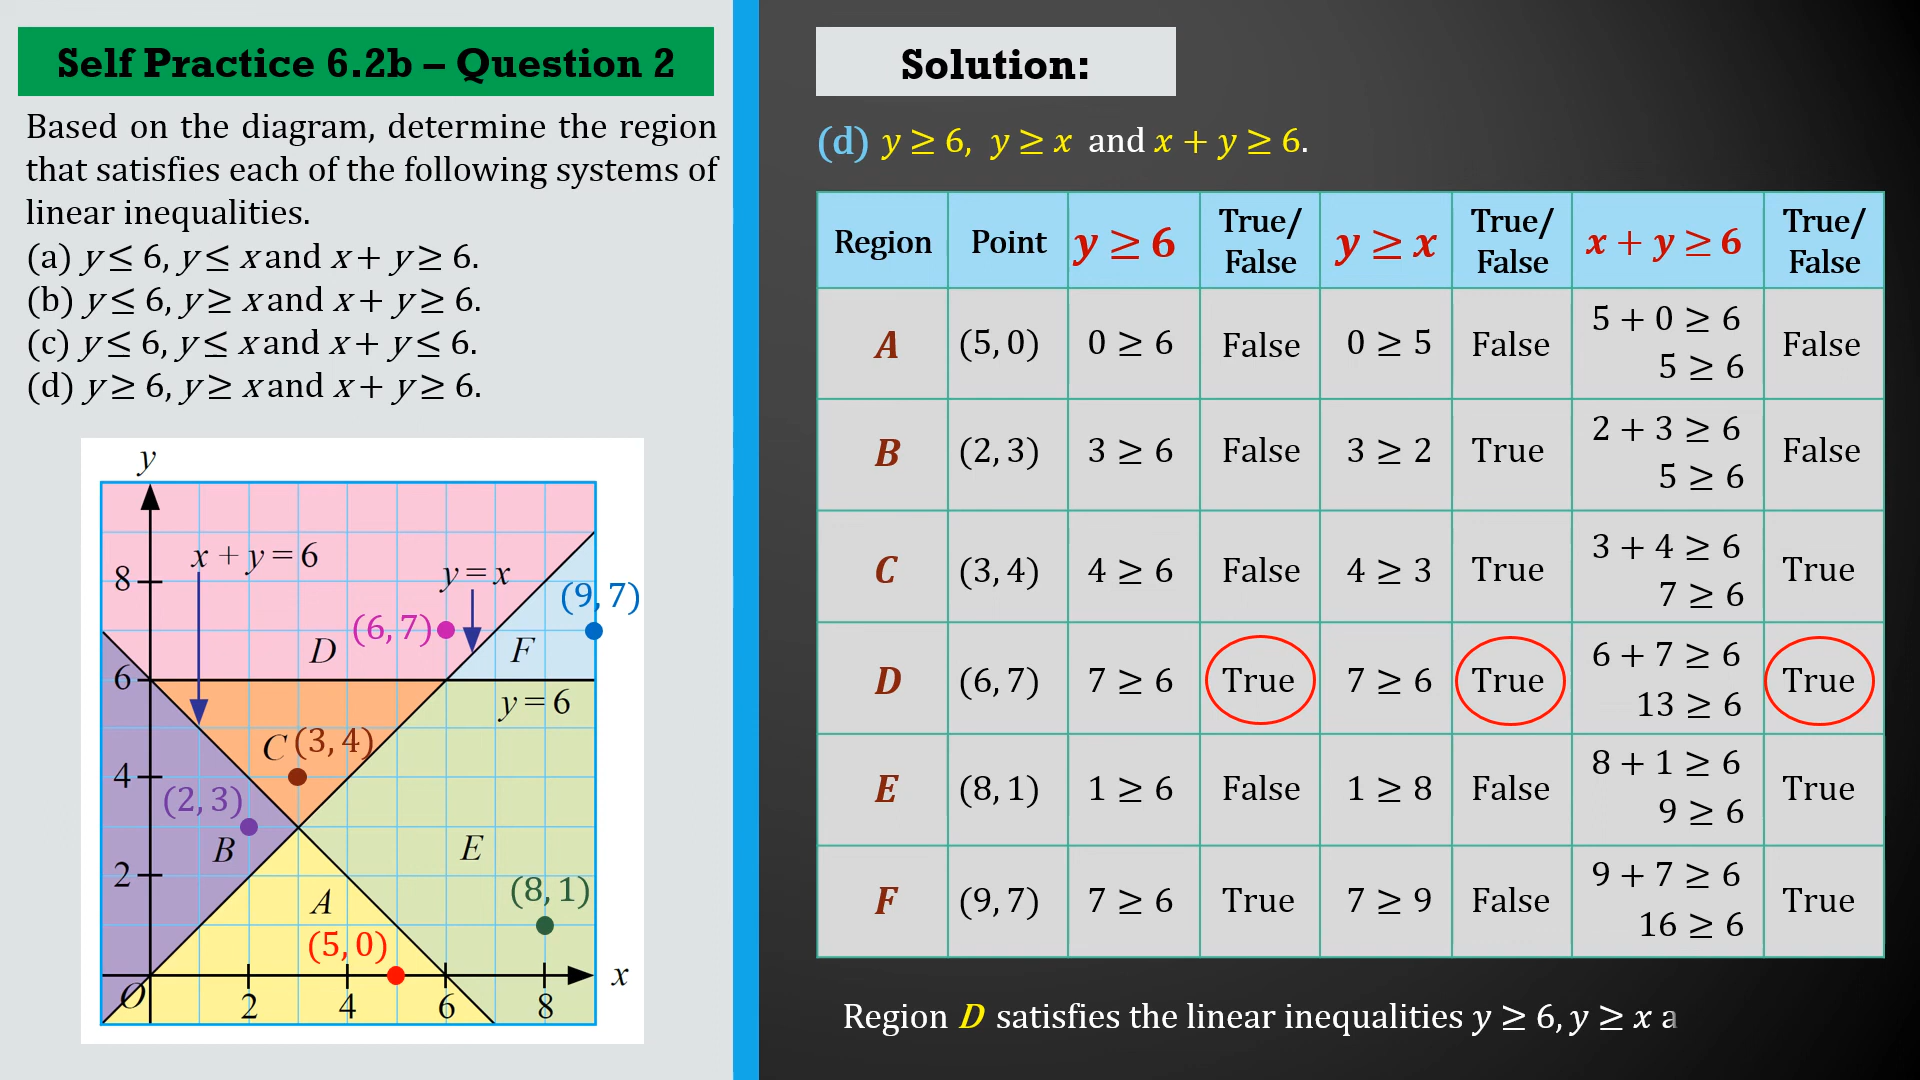 Self Practice 6.2b – Question 2
Based on the diagram, determine the region
that satisfies each of the following systems of
linear inequalities.
(a) y ≤ 6, y ≤ x and x + y ≥ 6.
(b) y ≤ 6, y ≥ x and x + y ≥ 6.
(c) y ≤ 6, y ≤ x and x + y ≤ 6.
(d) y ≥ 6, y ≥ x and x + y ≥ 6.
y
x + y = 6
8
y = x
(9, 7)
(6, 7)
D
F
6
y = 6
C (3, 4)
4
(2, 3)
B
E
2
A
(8, 1)
(5, 0)
O
2
4
6
8
x
Solution:
(d) y ≥ 6, y ≥ x and x + y ≥ 6.
Region Point y ≥ 6 True/ False y ≥ x True/ False x + y ≥ 6 True/ False
A (5, 0) 0 ≥ 6 False 0 ≥ 5 False 5 + 0 ≥ 6 False
5 ≥ 6
B (2, 3) 3 ≥ 6 False 3 ≥ 2 True 2 + 3 ≥ 6 False
5 ≥ 6
C (3, 4) 4 ≥ 6 False 4 ≥ 3 True 3 + 4 ≥ 6 True
7 ≥ 6
D (6, 7) 7 ≥ 6 True 7 ≥ 6 True 6 + 7 ≥ 6 True
13 ≥ 6
E (8, 1) 1 ≥ 6 False 1 ≥ 8 False 8 + 1 ≥ 6 True
9 ≥ 6
F (9, 7) 7 ≥ 6 True 7 ≥ 9 False 9 + 7 ≥ 6 True
16 ≥ 6
Region D satisfies the linear inequalities y ≥ 6, y ≥ x a